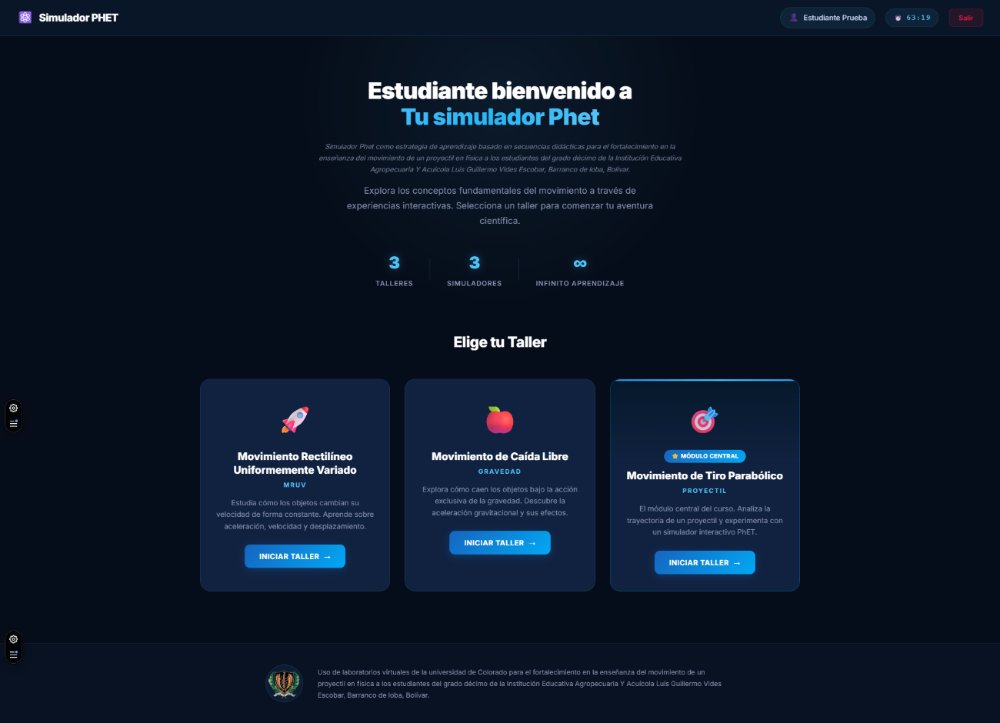 Simulador PHET
Estudiante Prueba
63:19
Salir
Estudiante bienvenido a
Tu simulador Phet
Simulador Phet como estrategia de aprendizaje basado en secuencias didácticas para el fortalecimiento en la
enseñanza del movimiento de un proyectil en física a los estudiantes del grado décimo de la Institución Educativa
Agropecuaria Y Acuícola Luis Guillermo Vides Escobar, Barranco de loba, Bolívar.
Explora los conceptos fundamentales del movimiento a través de
experiencias interactivas. Selecciona un taller para comenzar tu aventura
científica.
3
TALLERES
3
SIMULADORES
∞
INFINITO APRENDIZAJE
Elige tu Taller
Movimiento Rectilíneo
Uniformemente Variado
MRUV
Estudia cómo los objetos cambian su
velocidad de forma constante. Aprende sobre
aceleración, velocidad y desplazamiento.
INICIAR TALLER →
Movimiento de Caída Libre
GRAVEDAD
Explora cómo caen los objetos bajo la acción
exclusiva de la gravedad. Descubre la
aceleración gravitacional y sus efectos.
INICIAR TALLER →
⭐ MÓDULO CENTRAL
Movimiento de Tiro Parabólico
PROYECTIL
El módulo central del curso. Analiza la
trayectoria de un proyectil y experimenta con
un simulador interactivo PhET.
INICIAR TALLER →
Uso de laboratorios virtuales de la universidad de Colorado para el fortalecimiento en la enseñanza del movimiento de un
proyectil en física a los estudiantes del grado décimo de la Institución Educativa Agropecuaria Y Acuícola Luis Guillermo Vides
Escobar, Barranco de loba, Bolívar.